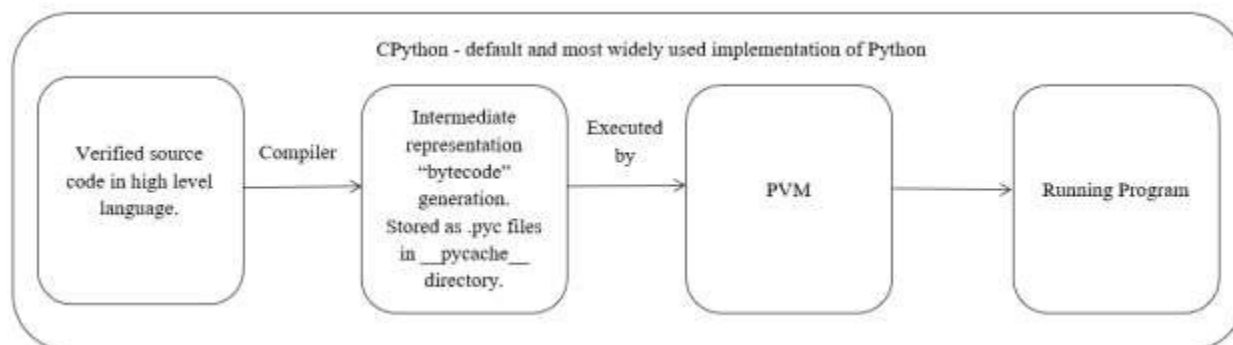 CPython - default and most widely used implementation of Python
Verified source
code in high level
language.
Compiler
Intermediate
representation
“bytecode”
generation.
Stored as .pyc files
in __pycache__
directory.
Executed
by
PVM
Running Program